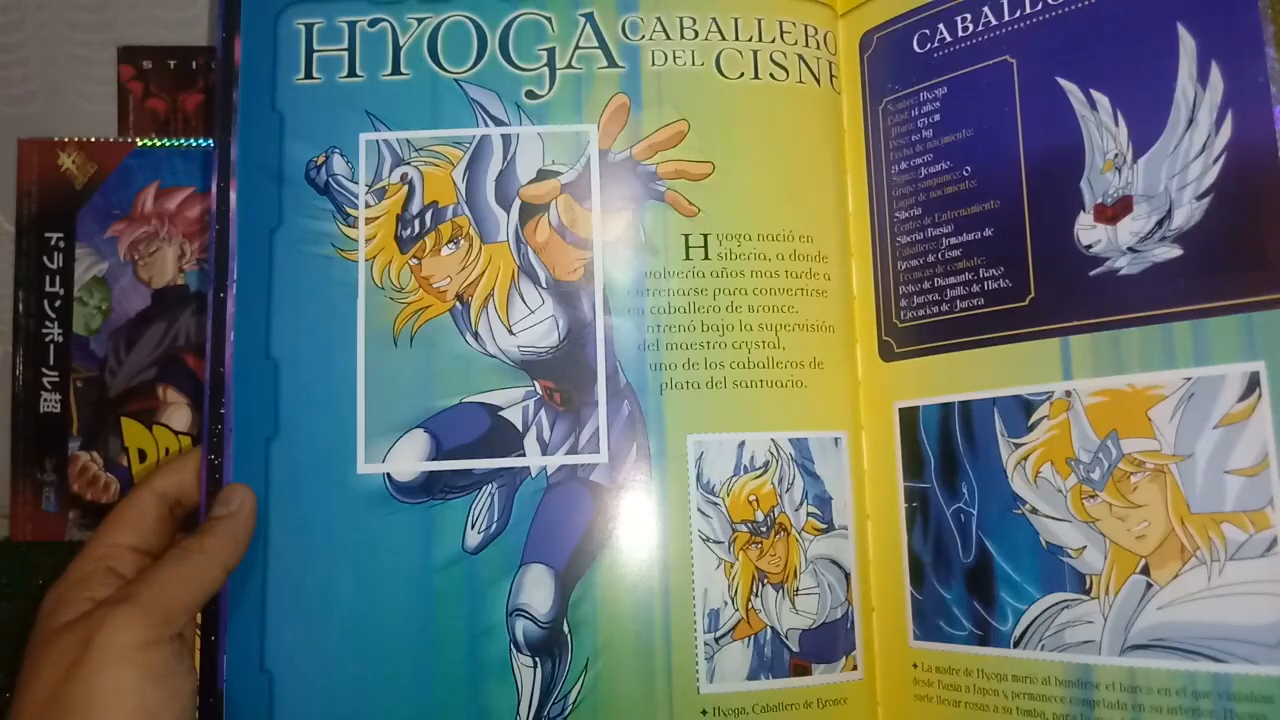 HYOGA CABALLERO
DEL CISNE
Hyoga nació en
siberia, a donde
volvería años mas tarde a
entrenarse para convertirse
en caballero de bronce.
Entrenó bajo la supervisión
del maestro crystal,
uno de los caballeros de
plata del santuario.
✦ Hyoga, Caballero de Bronce
Nombre: Hyoga
Edad: 14 años
Altura: 173 cm
Peso: 60 kg
Fecha de nacimiento:
23 de enero
Signo: Acuario.
Grupo sanguineo: O
Lugar de nacimiento:
Siberia
Centro de Entrenamiento
Siberia (Rusia)
Caballero: Armadura de
Bronce de Cisne
Técnicas de combate:
Polvo de Diamante, Rayo
de Aurora, Anillo de Hielo,
Ejecución de Aurora
✦ La madre de Hyoga murio al hundirse el barco en el que viajaban
desde Rusia a Japón y permanece congelada en su interior.
suele llevar rosas a su tumba, para
ドラゴンボール超